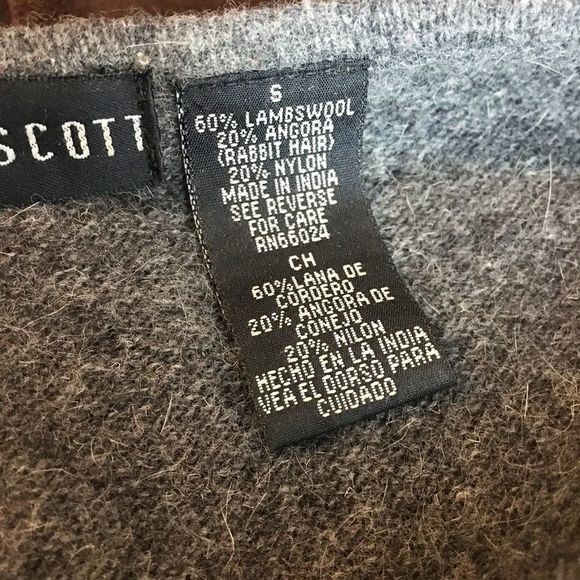 SCOTT
S
60% LAMBSWOOL
20% ANGORA
(RABBIT HAIR)
20% NYLON
MADE IN INDIA
SEE REVERSE
FOR CARE
RN66024
CH
60%LANA DE
CORDERO
20% ANGORA DE
CONEJO
20% NILON
HECHO EN LA INDIA
VEA EL DORSO PARA
CUIDADO